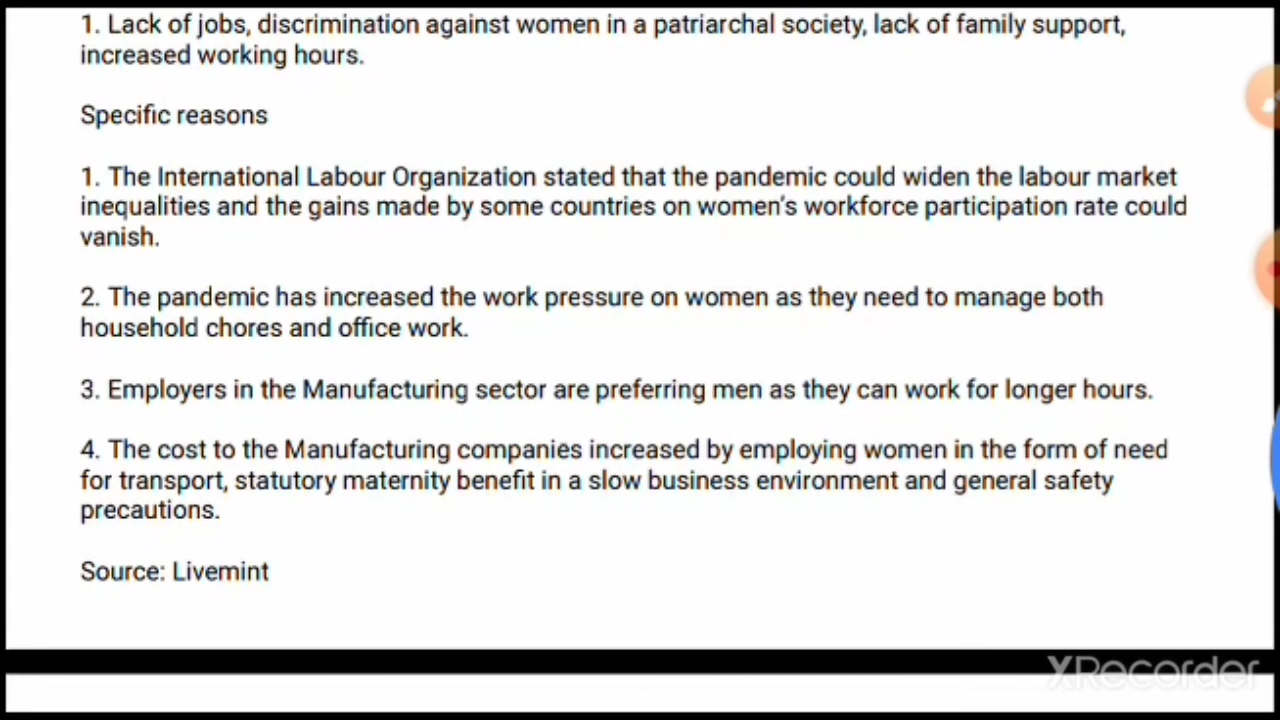 1. Lack of jobs, discrimination against women in a patriarchal society, lack of family support,
increased working hours.
Specific reasons
1. The International Labour Organization stated that the pandemic could widen the labour market
inequalities and the gains made by some countries on women's workforce participation rate could
vanish.
2. The pandemic has increased the work pressure on women as they need to manage both
household chores and office work.
3. Employers in the Manufacturing sector are preferring men as they can work for longer hours.
4. The cost to the Manufacturing companies increased by employing women in the form of need
for transport, statutory maternity benefit in a slow business environment and general safety
precautions.
Source: Livemint
XRecorder